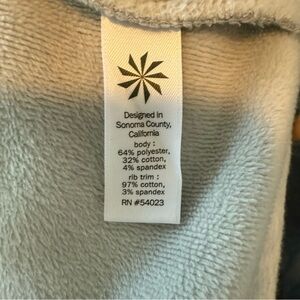 Designed in
Sonoma County,
California
body :
64% polyester,
32% cotton,
4% spandex
rib trim :
97% cotton,
3% spandex
RN #54023